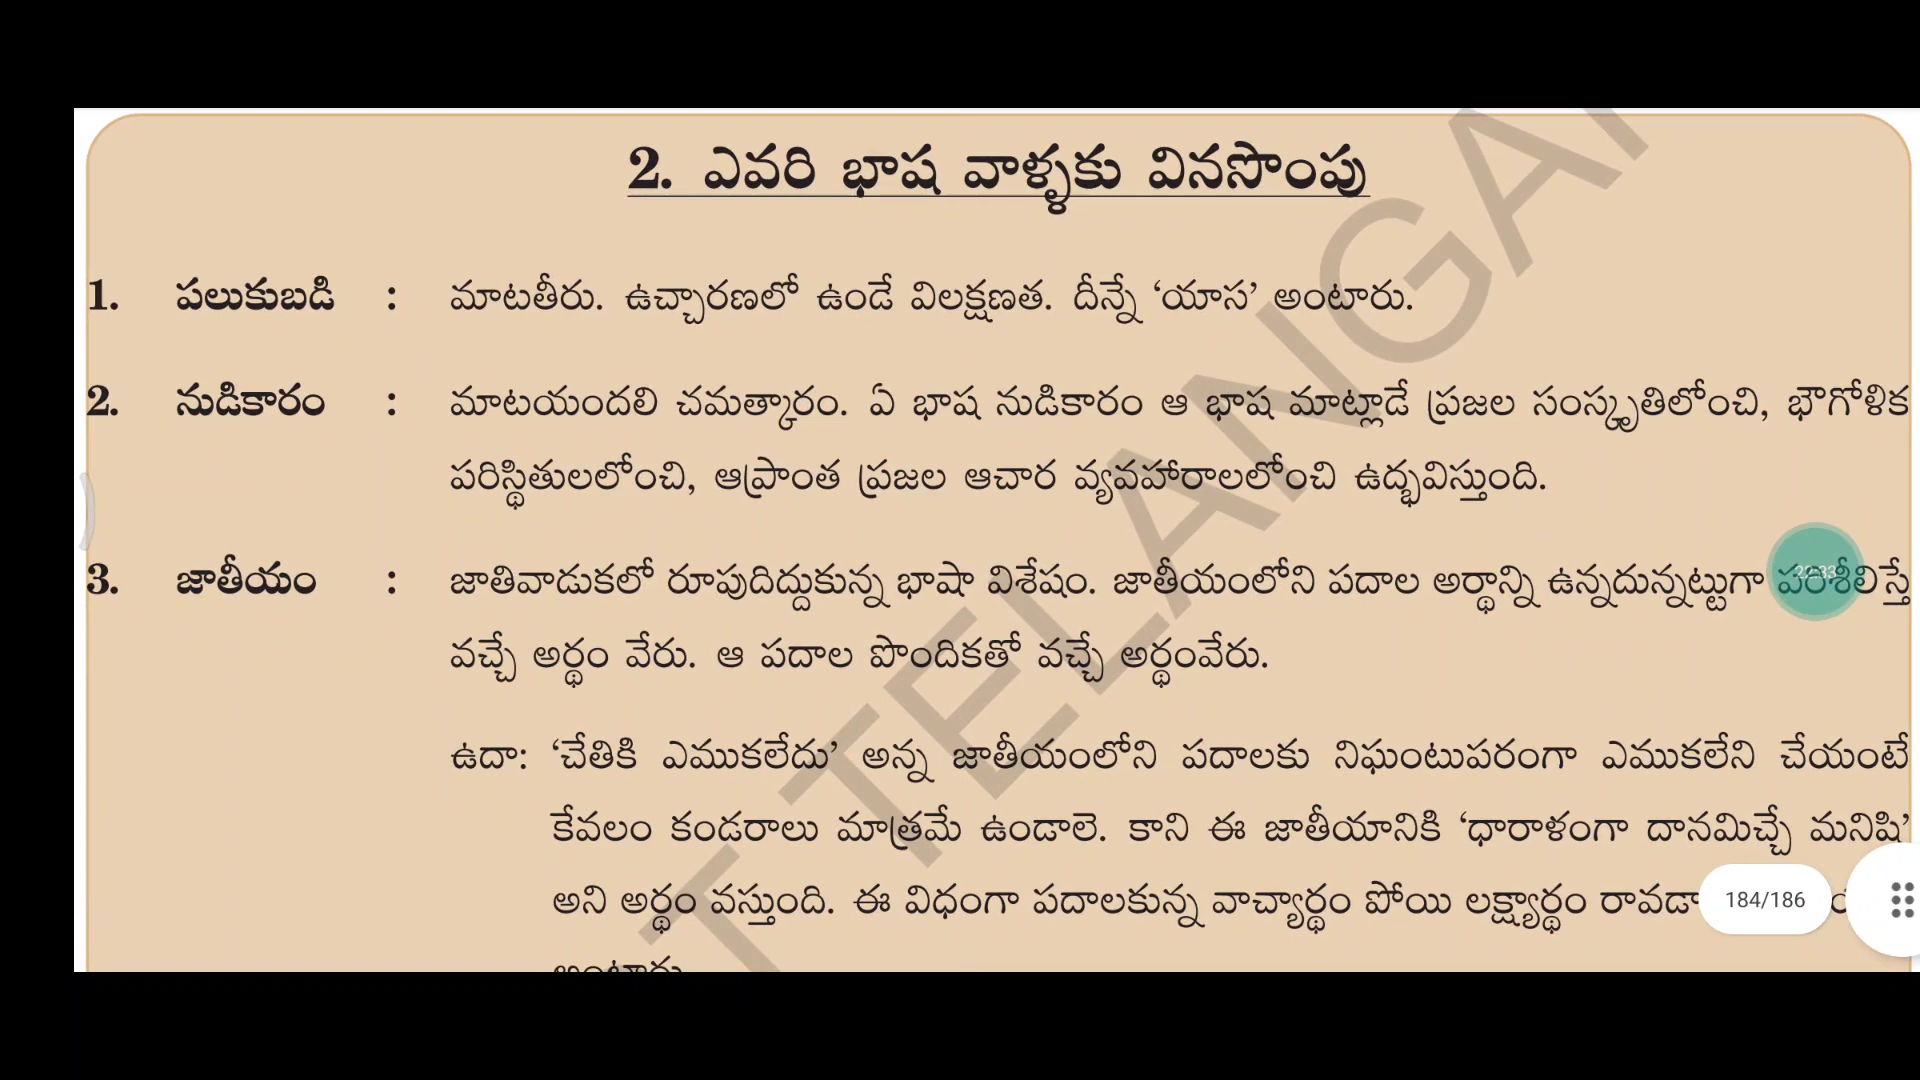 2. ఎవరి భాష వాళ్ళకు వినసొంపు
1. పలుకుబడి : మాటతీరు. ఉచ్చారణలో ఉండే విలక్షణత. దీన్నే ‘యాస’ అంటారు.
2. నుడికారం : మాటయందలి చమత్కారం. ఏ భాష నుడికారం ఆ భాష మాట్లాడే ప్రజల సంస్కృతిలోంచి, భౌగోళిక
పరిస్థితులలోంచి, ఆప్రాంత ప్రజల ఆచార వ్యవహారాలలోంచి ఉద్భవిస్తుంది.
3. జాతీయం : జాతివాడుకలో రూపుదిద్దుకున్న భాషా విశేషం. జాతీయంలోని పదాల అర్థాన్ని ఉన్నదున్నట్టుగా పరిశీలిస్తే
వచ్చే అర్థం వేరు. ఆ పదాల పొందికతో వచ్చే అర్థంవేరు.
ఉదా: ‘చేతికి ఎముకలేదు’ అన్న జాతీయంలోని పదాలకు నిఘంటుపరంగా ఎముకలేని చేయంటే
కేవలం కండరాలు మాత్రమే ఉండాలె. కాని ఈ జాతీయానికి ‘ధారాళంగా దానమిచ్చే మనిషి’
అని అర్థం వస్తుంది. ఈ విధంగా పదాలకున్న వాచ్యార్థం పోయి లక్ష్యార్థం
184/186
T TELANGA